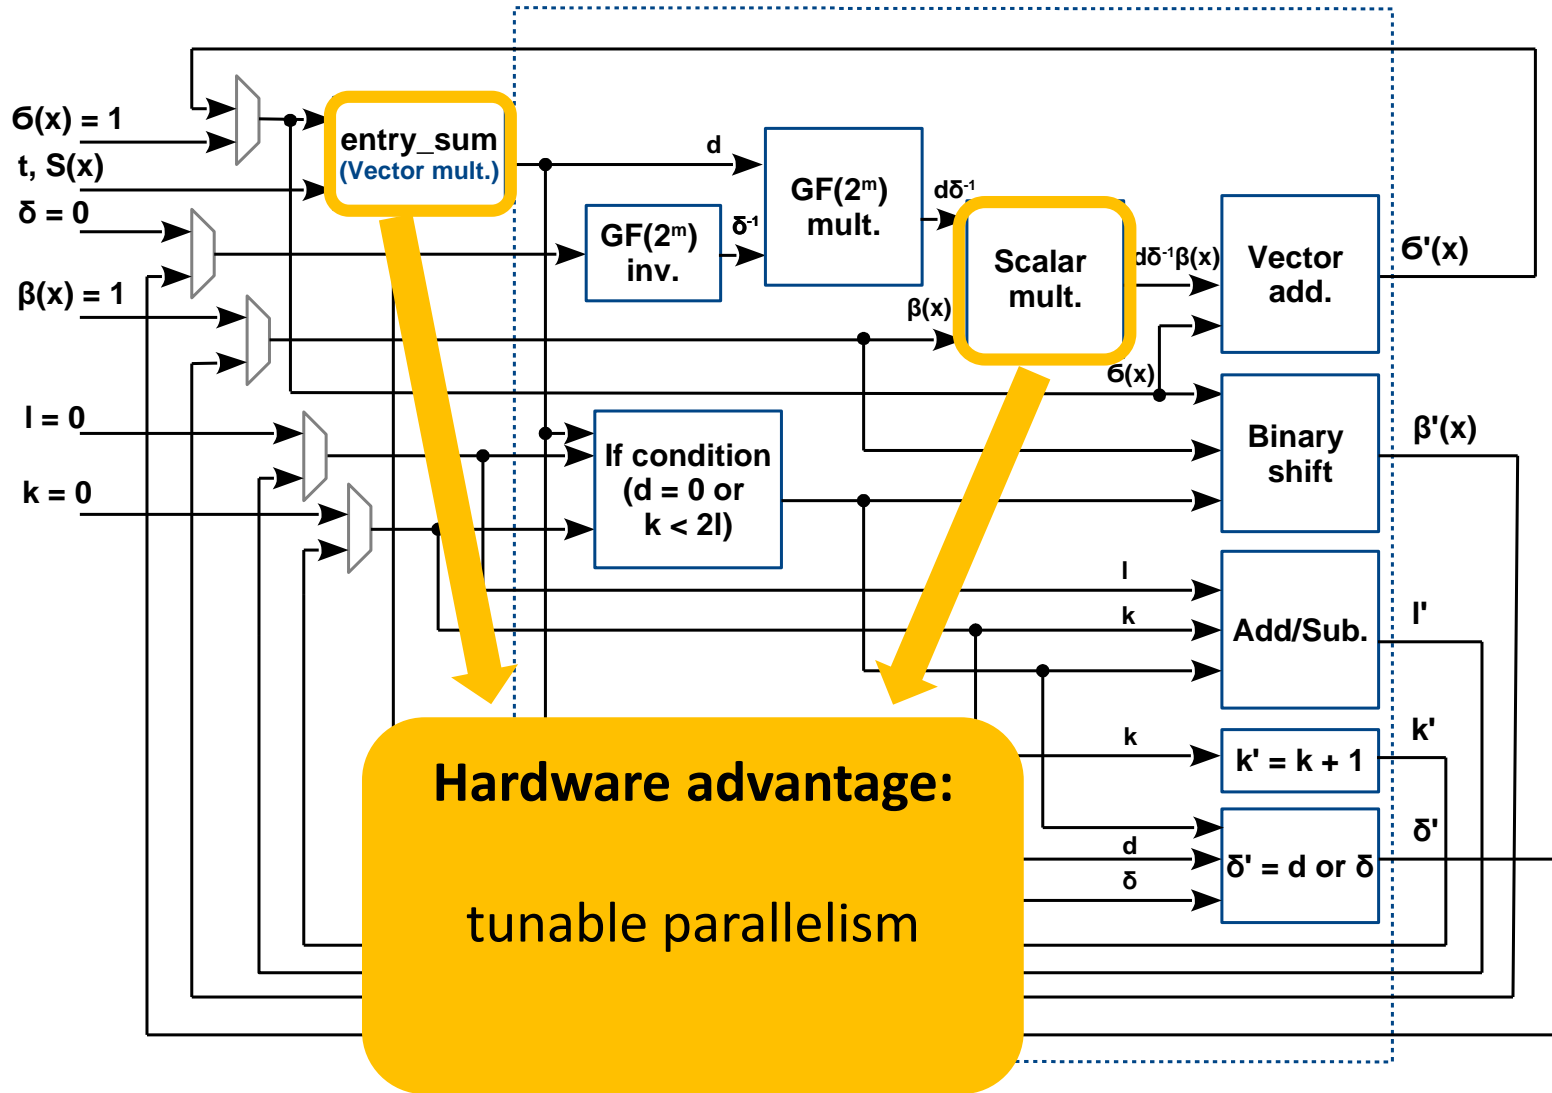 Ϭ(x) = 1
t, S(x)
δ = 0
β(x) = 1
l = 0
k = 0
entry_sum
(Vector mult.)
d
GF(2ᵐ)
mult.
GF(2ᵐ)
inv.
δ⁻¹
dδ⁻¹
β(x)
Scalar
mult.
dδ⁻¹β(x)
Ϭ(x)
Vector
add.
Ϭ'(x)
If condition
(d = 0 or
k < 2l)
Binary
shift
β'(x)
l
k
Add/Sub.
l'
k
k' = k + 1
k'
d
δ
δ' = d or δ
δ'
Hardware advantage:
tunable parallelism